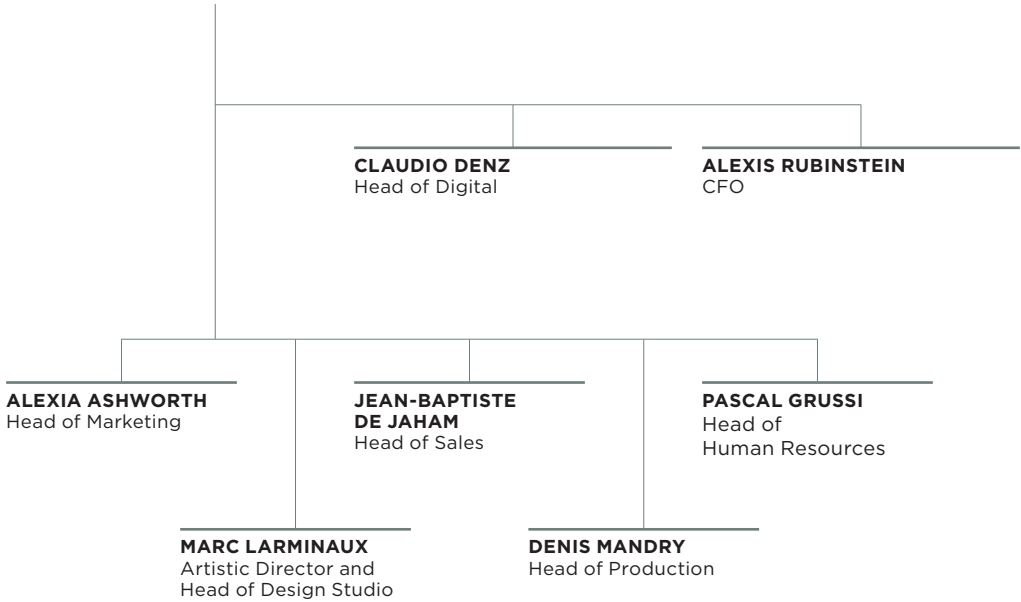 CLAUDIO DENZ
Head of Digital
ALEXIS RUBINSTEIN
CFO
ALEXIA ASHWORTH
Head of Marketing
JEAN-BAPTISTE
DE JAHAM
Head of Sales
PASCAL GRUSSI
Head of
Human Resources
MARC LARMINAUX
Artistic Director and
Head of Design Studio
DENIS MANDRY
Head of Production